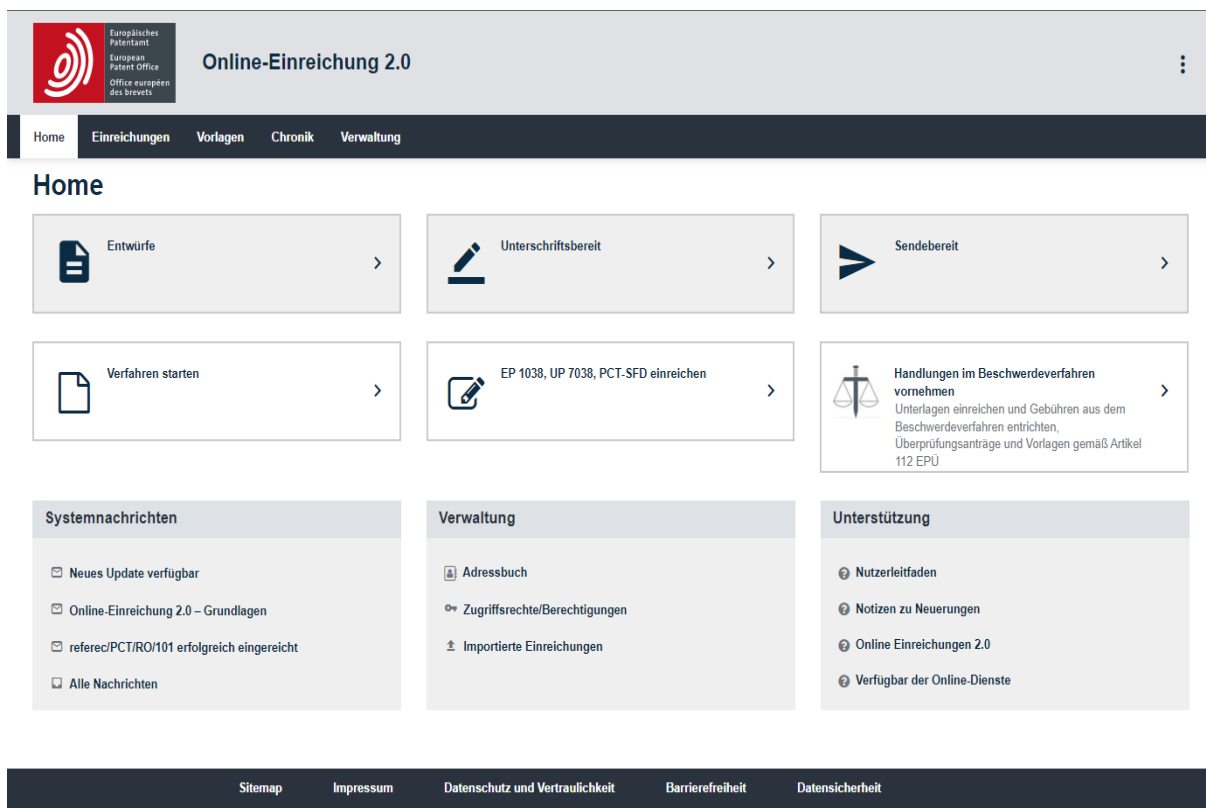 Europäisches
Patentamt
European
Patent Office
Office européen
des brevets
Online-Einreichung 2.0
Home
Einreichungen
Vorlagen
Chronik
Verwaltung
Home
Entwürfe
Unterschriftsbereit
Sendebereit
Verfahren starten
EP 1038, UP 7038, PCT-SFD einreichen
Handlungen im Beschwerdeverfahren
vornehmen
Unterlagen einreichen und Gebühren aus dem
Beschwerdeverfahren entrichten,
Überprüfungsanträge und Vorlagen gemäß Artikel
112 EPÜ
Systemnachrichten
Neues Update verfügbar
Online-Einreichung 2.0 – Grundlagen
referec/PCT/RO/101 erfolgreich eingereicht
Alle Nachrichten
Verwaltung
Adressbuch
Zugriffsrechte/Berechtigungen
Importierte Einreichungen
Unterstützung
Nutzerleitfaden
Notizen zu Neuerungen
Online Einreichungen 2.0
Verfügbar der Online-Dienste
Sitemap
Impressum
Datenschutz und Vertraulichkeit
Barrierefreiheit
Datensicherheit